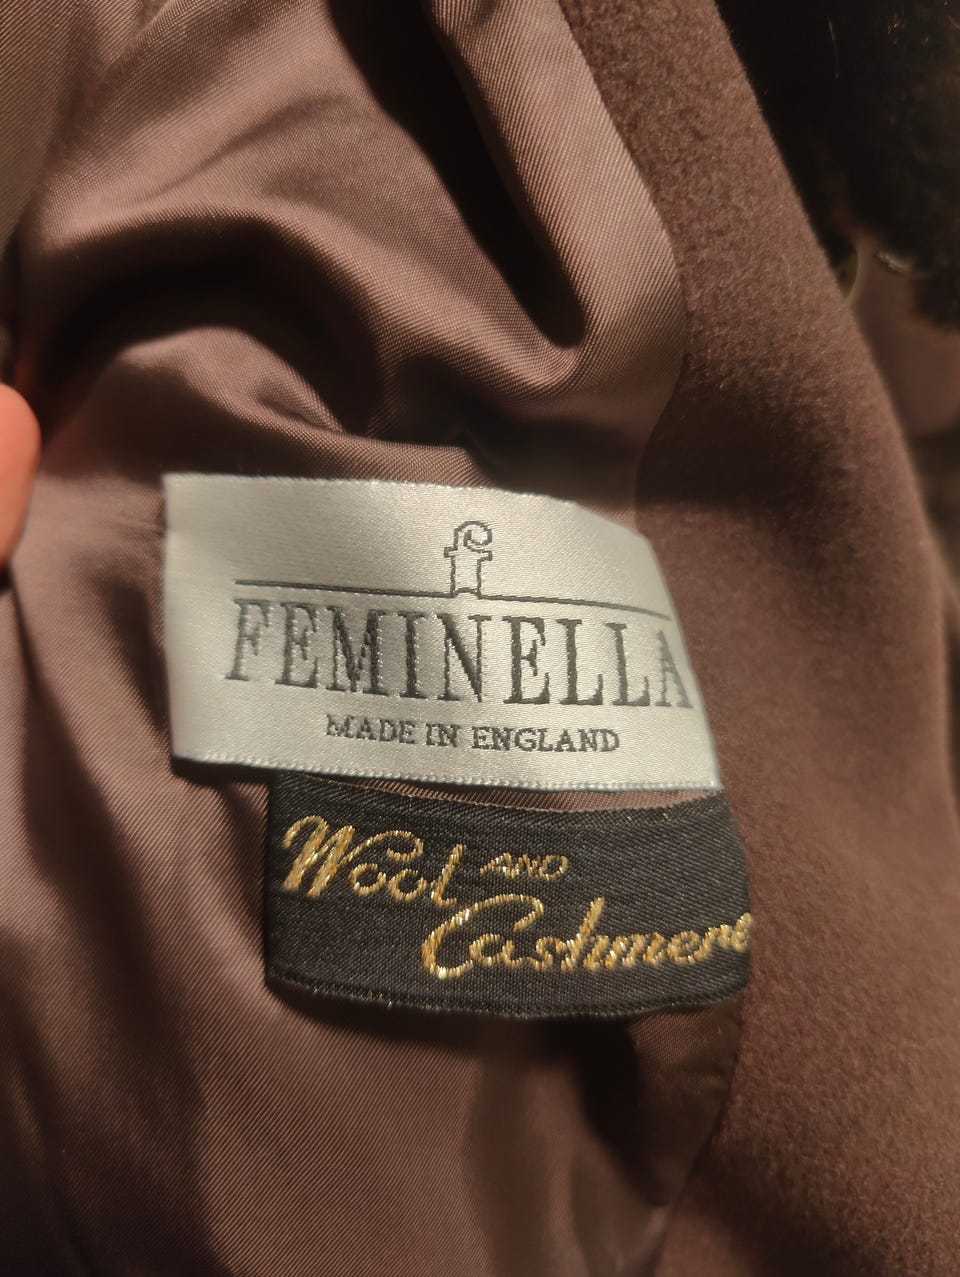 f
FEMINELLA
MADE IN ENGLAND
Wool AND
Cashmere